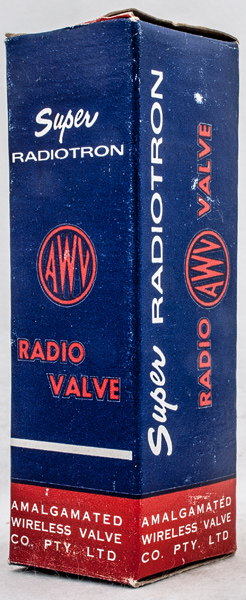 Super
RADIOTRON
AWV
RADIO
VALVE
AMALGAMATED
WIRELESS VALVE
CO. PTY. LTD.
Super RADIOTRON
RADIO AWV VALVE
AMALGAMATED
WIRELESS VALVE
CO. PTY. LTD.